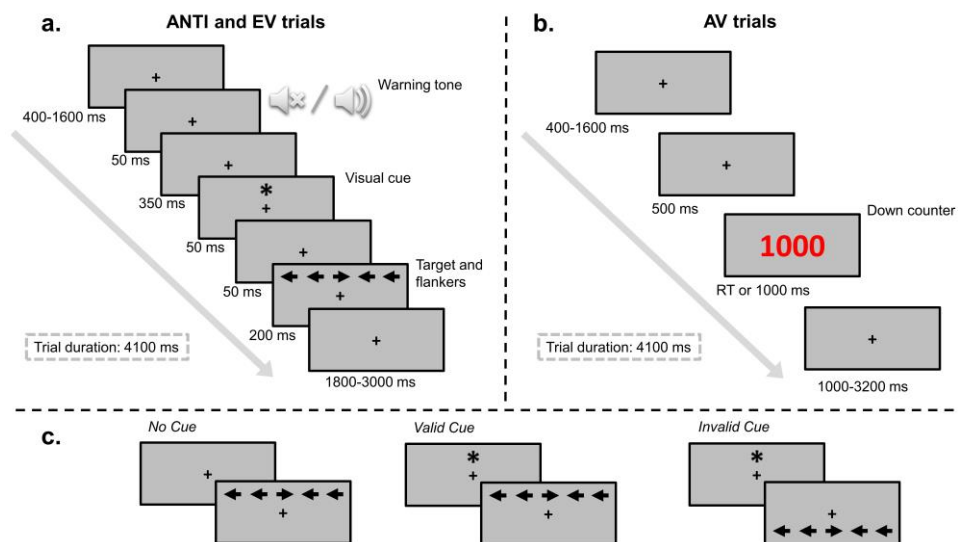 a.
ANTI and EV trials
+
400-1600 ms
+
Warning tone
50 ms
+
350 ms
*
+
Visual cue
50 ms
+
50 ms
Target and
flankers
+
200 ms
+
1800-3000 ms
Trial duration: 4100 ms
b.
AV trials
+
400-1600 ms
+
500 ms
Down counter
1000
RT or 1000 ms
+
1000-3200 ms
Trial duration: 4100 ms
c.
No Cue
+
+
Valid Cue
*
+
+
Invalid Cue
*
+
+